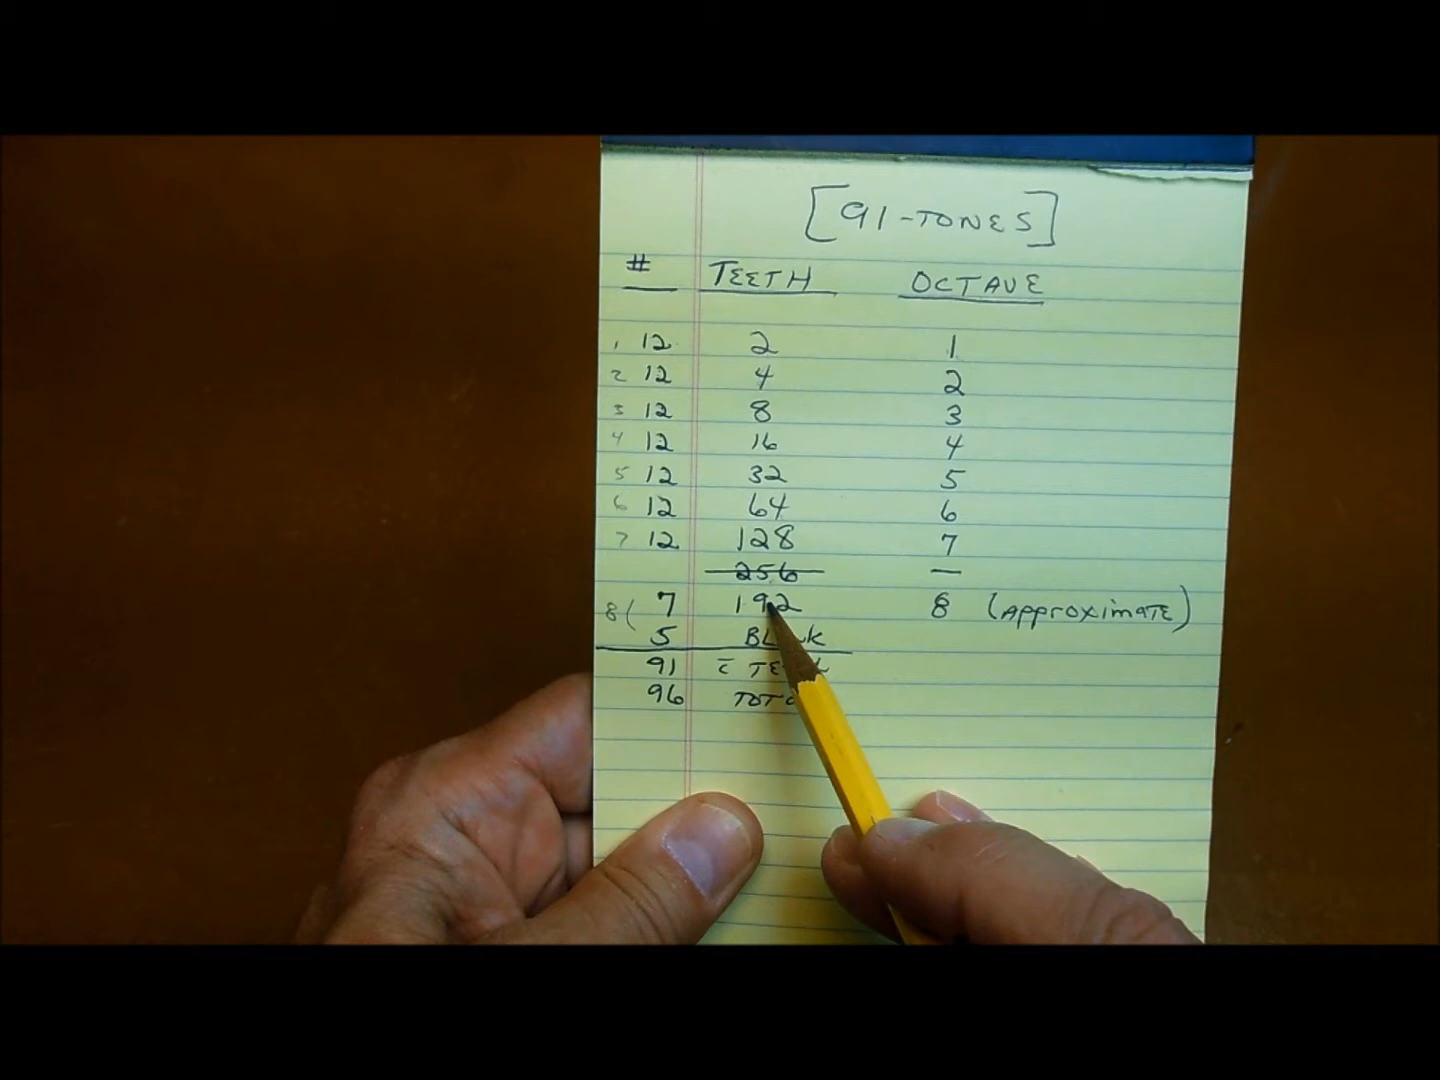 [91-TONES]
# TEETH OCTAVE
1 12 2 1
2 12 4 2
3 12 8 3
4 12 16 4
5 12 32 5
6 12 64 6
7 12 128 7
256 —
8( 7 192 8 (APPROXIMATE)
5
91
96